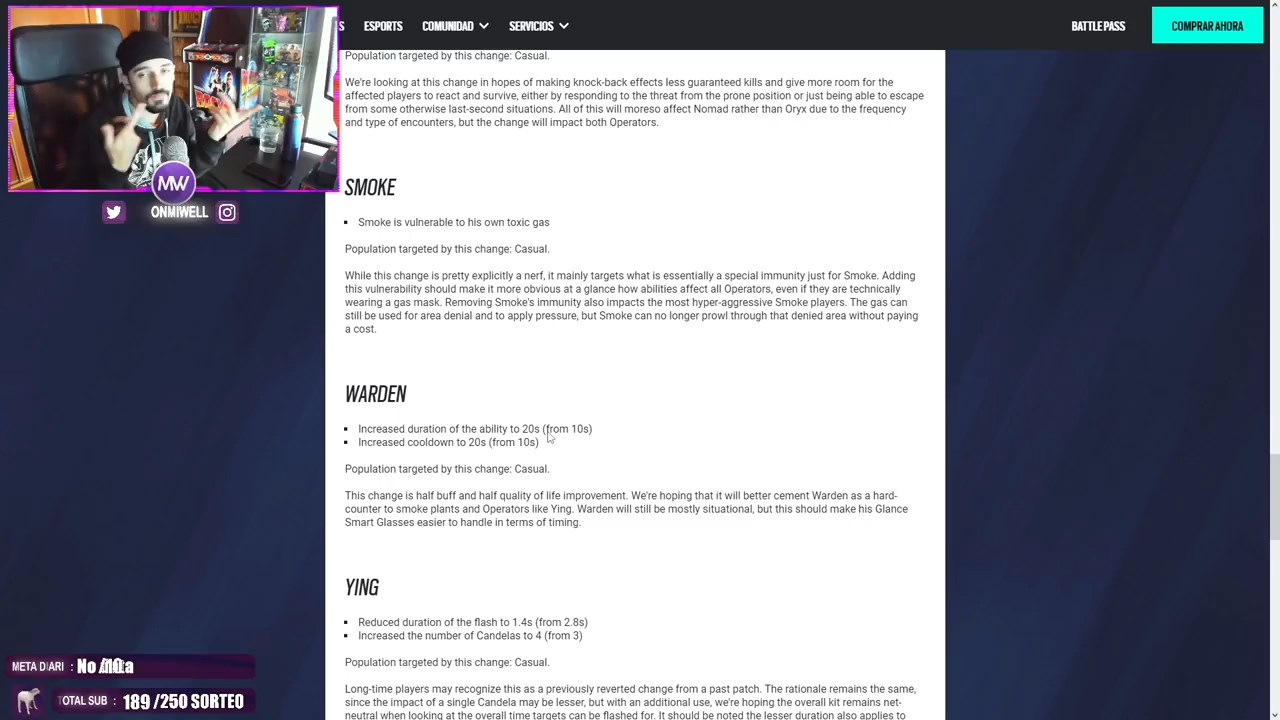 ESPORTS
COMUNIDAD
SERVICIOS
BATTLE PASS
COMPRAR AHORA
Population targeted by this change: Casual.
We're looking at this change in hopes of making knock-back effects less guaranteed kills and give more room for the
affected players to react and survive, either by responding to the threat from the prone position or just being able to escape
from some otherwise last-second situations. All of this will moreso affect Nomad rather than Oryx due to the frequency
and type of encounters, but the change will impact both Operators.
MW
ONMIWELL
SMOKE
Smoke is vulnerable to his own toxic gas
Population targeted by this change: Casual.
While this change is pretty explicitly a nerf, it mainly targets what is essentially a special immunity just for Smoke. Adding
this vulnerability should make it more obvious at a glance how abilities affect all Operators, even if they are technically
wearing a gas mask. Removing Smoke's immunity also impacts the most hyper-aggressive Smoke players. The gas can
still be used for area denial and to apply pressure, but Smoke can no longer prowl through that denied area without paying
a cost.
WARDEN
Increased duration of the ability to 20s (from 10s)
Increased cooldown to 20s (from 10s)
Population targeted by this change: Casual.
This change is half buff and half quality of life improvement. We're hoping that it will better cement Warden as a hard-
counter to smoke plants and Operators like Ying. Warden will still be mostly situational, but this should make his Glance
Smart Glasses easier to handle in terms of timing.
YING
Reduced duration of the flash to 1.4s (from 2.8s)
Increased the number of Candelas to 4 (from 3)
Population targeted by this change: Casual.
Long-time players may recognize this as a previously reverted change from a past patch. The rationale remains the same,
since the impact of a single Candela may be lesser, but with an additional use, we're hoping the overall kit remains net-
neutral when looking at the overall time targets can be flashed for. It should be noted the lesser duration also applies to
META DIARI : No
TOTAL SUB : 189 /250 SORTEO